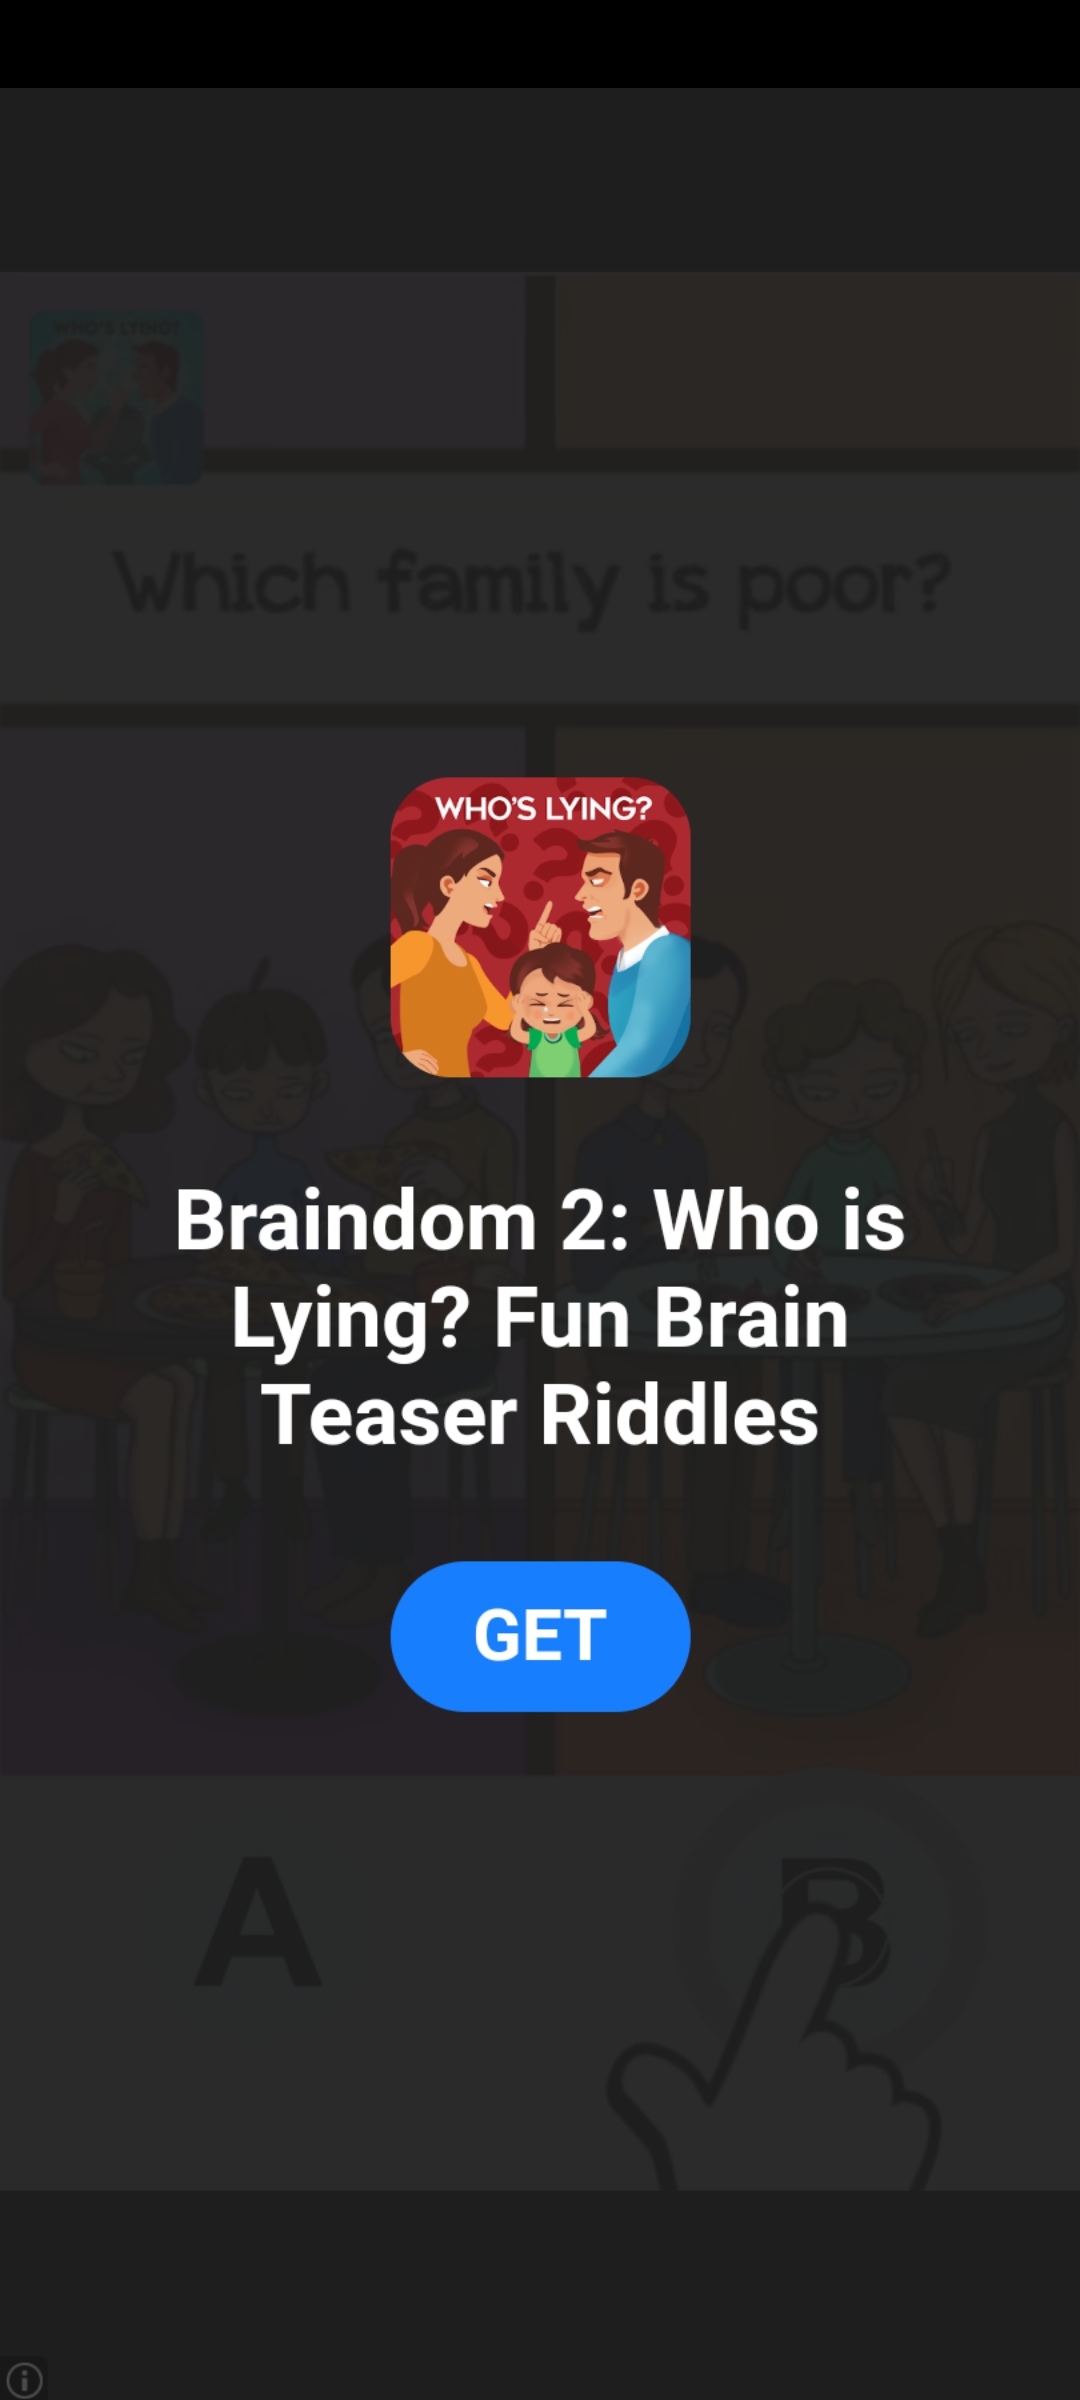 WHO'S LYING?
Which family is poor?
WHO'S LYING?
Braindom 2: Who is
Lying? Fun Brain
Teaser Riddles
GET
A
B